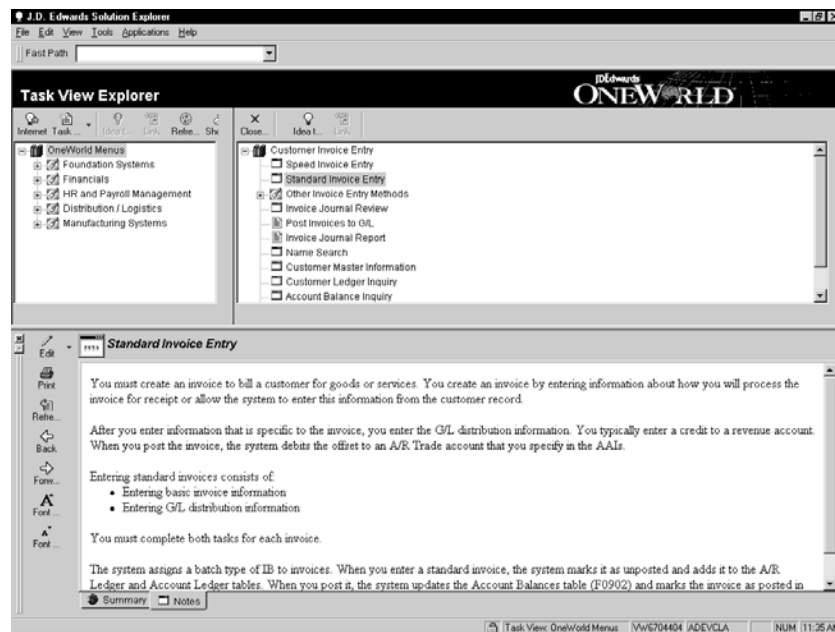 J.D. Edwards Solution Explorer
File Edit View Tools Applications Help
Fast Path
Task View Explorer
JDEdwards
ONEWORLD
Internet Task ... Idea t... Link Refre... Sho
Close... Idea t... Link
OneWorld Menus
Foundation Systems
Financials
HR and Payroll Management
Distribution / Logistics
Manufacturing Systems
Customer Invoice Entry
Speed Invoice Entry
Standard Invoice Entry
Other Invoice Entry Methods
Invoice Journal Review
Post Invoices to G/L
Invoice Journal Report
Name Search
Customer Master Information
Customer Ledger Inquiry
Account Balance Inquiry
Edit
Print
Refre...
Back
Forw...
Font ...
Font ...
Standard Invoice Entry
You must create an invoice to bill a customer for goods or services. You create an invoice by entering information about how you will process the
invoice for receipt or allow the system to enter this information from the customer record.
After you enter information that is specific to the invoice, you enter the G/L distribution information. You typically enter a credit to a revenue account.
When you post the invoice, the system debits the offset to an A/R Trade account that you specify in the AAIs.
Entering standard invoices consists of:
• Entering basic invoice information
• Entering G/L distribution information
You must complete both tasks for each invoice.
The system assigns a batch type of IB to invoices. When you enter a standard invoice, the system marks it as unposted and adds it to the A/R
Ledger and Account Ledger tables. When you post it, the system updates the Account Balances table (F0902) and marks the invoice as posted in
Summary Notes
Task View: OneWorld Menus VW6704404 ADEVCLA NUM 11:35 AM